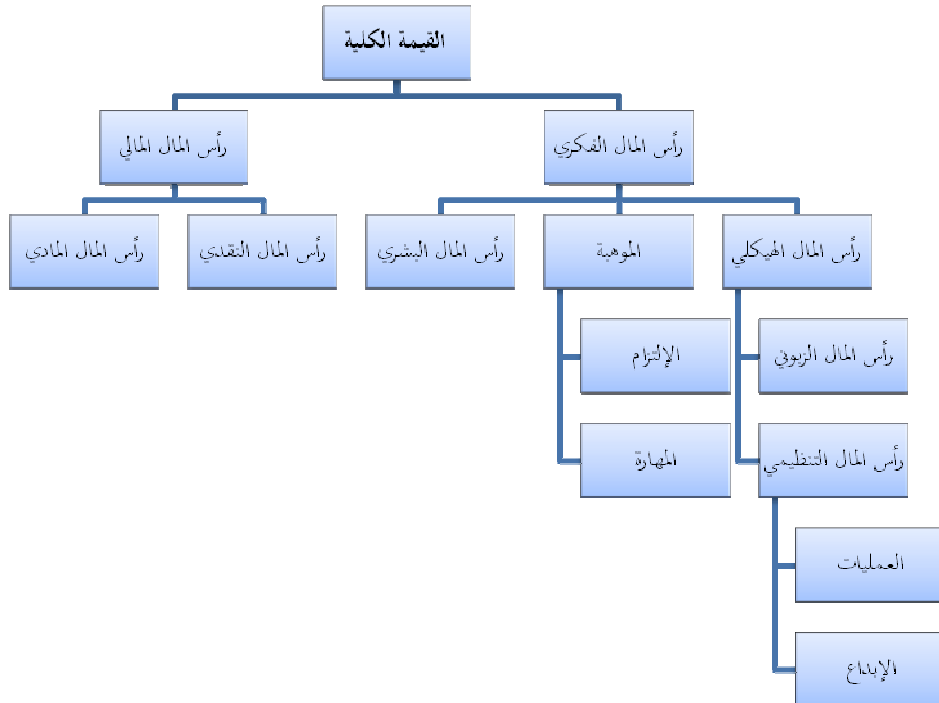 القيمة الكلية
رأس المال الفكري
رأس المال المالي
رأس المال الهيكلي
الموهبة
رأس المال البشري
رأس المال النقدي
رأس المال المادي
رأس المال الزبوني
الإلتزام
رأس المال التنظيمي
المهارة
العمليات
الإبداع